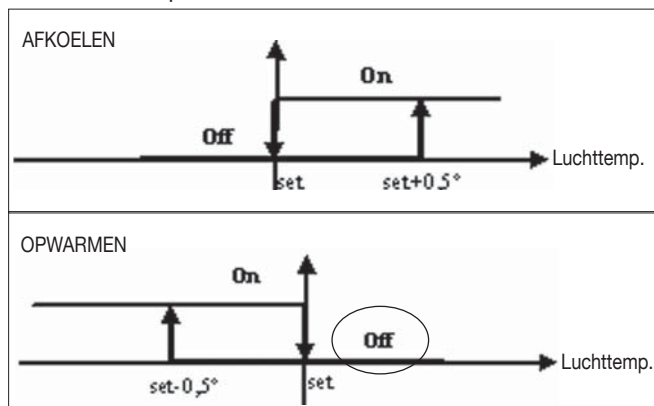 AFKOELEN
On
Off
Luchttemp.
set
set+0,5°
OPWARMEN
On
Off
Luchttemp.
set-0,5°
set